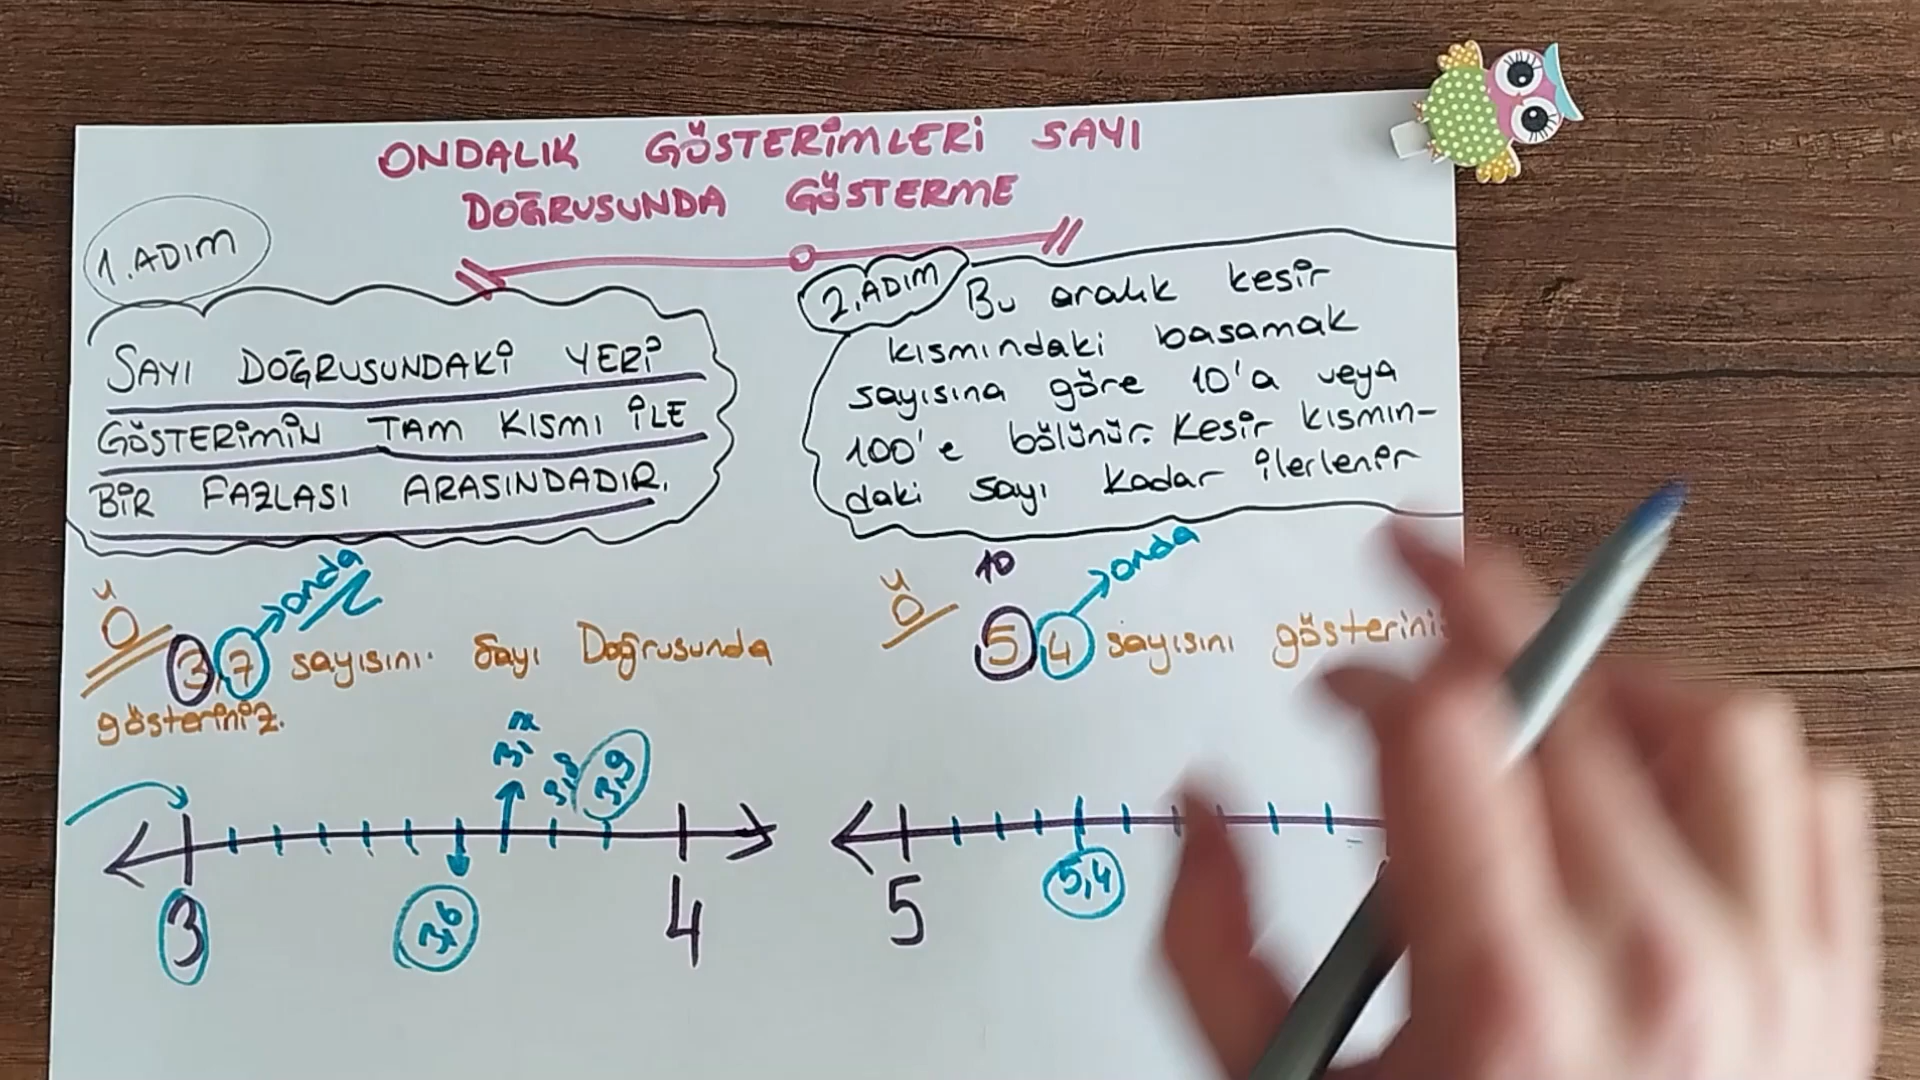 ONDALIK GÖSTERİMLERİ SAYI
DOĞRUSUNDA GÖSTERME
1. ADIM
SAYI DOĞRUSUNDAKİ YERİ
GÖSTERİMİN TAM KISMI İLE
BİR FAZLASI ARASINDADIR.
2. ADIM Bu aralık kesir
kısmındaki basamak
sayısına göre 10'a veya
100'e bölünür. Kesir kısmın-
daki sayı kadar ilerlenir
onda
Ö
3,7 sayısını Sayı Doğrusunda
gösteriniz.
3,8
3,9
3
3,6
4
10
onda
Ö
5,4 sayısını
5
5,4